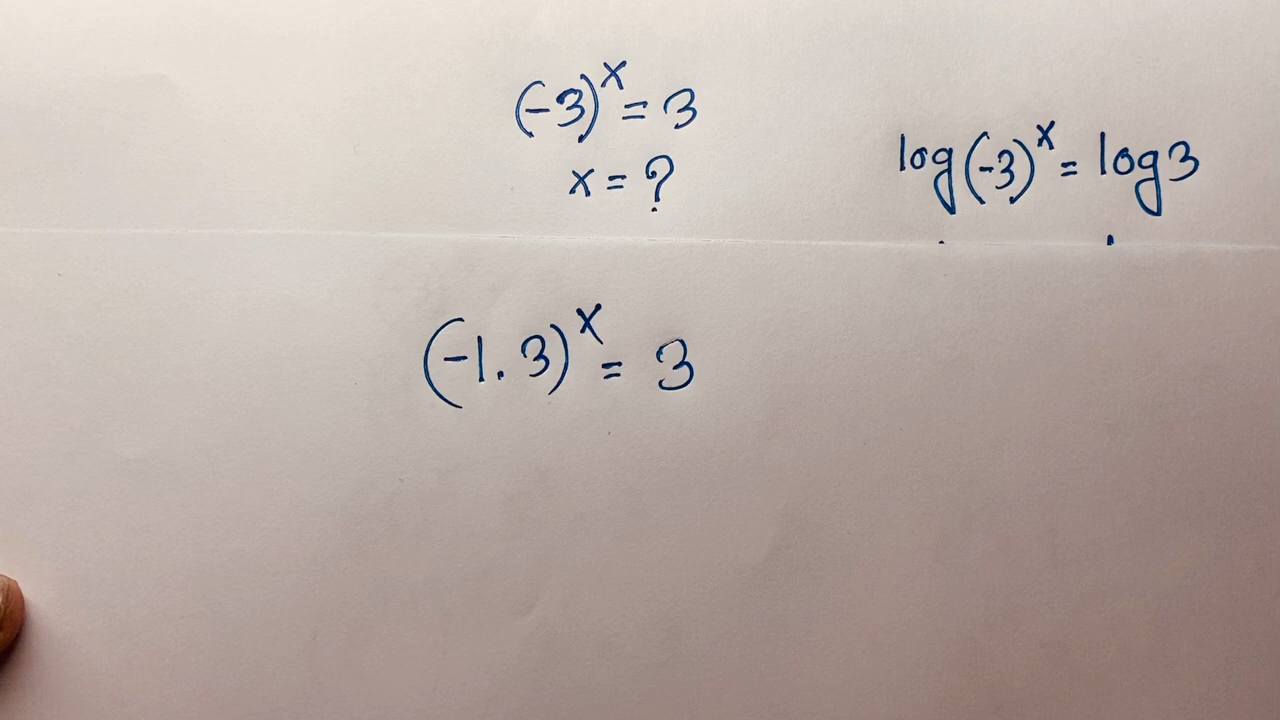 (-3)^x = 3
x = ?
log(-3)^x = log3
(-1.3)^x = 3